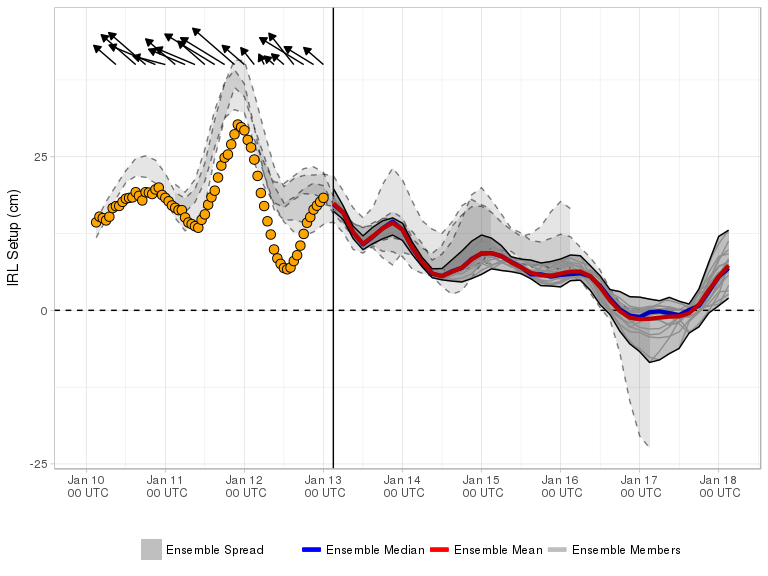 IRL Setup (cm)
25
0
-25
Jan 10 Jan 11 Jan 12 Jan 13 Jan 14 Jan 15 Jan 16 Jan 17 Jan 18
00 UTC 00 UTC 00 UTC 00 UTC 00 UTC 00 UTC 00 UTC 00 UTC 00 UTC
Ensemble Spread Ensemble Median Ensemble Mean Ensemble Members